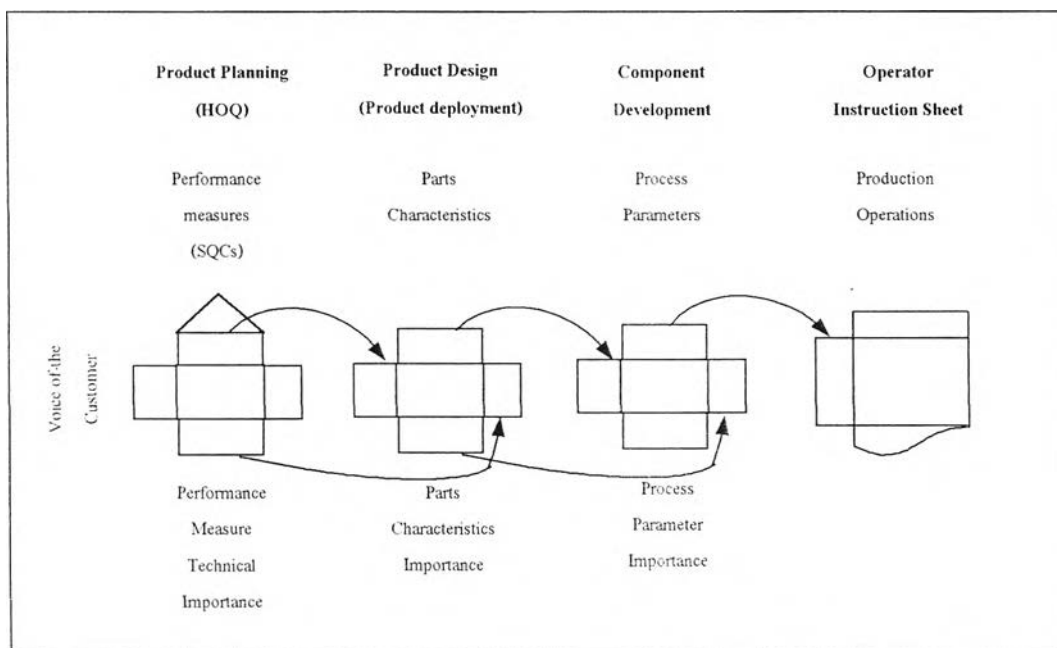 Product Planning
(HOQ)
Product Design
(Product deployment)
Component
Development
Operator
Instruction Sheet
Performance
measures
(SQCs)
Parts
Characteristics
Process
Parameters
Production
Operations
Voice of the
Customer
Performance
Measure
Technical
Importance
Parts
Characteristics
Importance
Process
Parameter
Importance